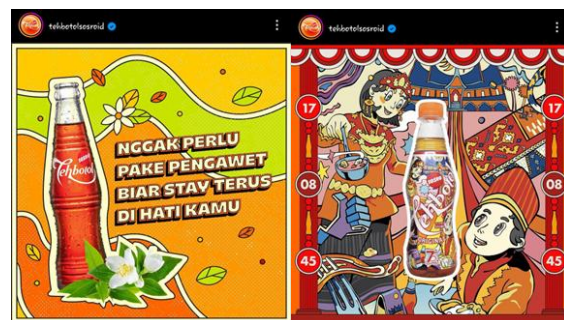 tehbotolsosroid
NGGAK PERLU
PAKE PENGAWET
BIAR STAY TERUS
DI HATI KAMU
Tehbotol
tehbotolsosroid
17
17
08
08
45
45
Tehbotol